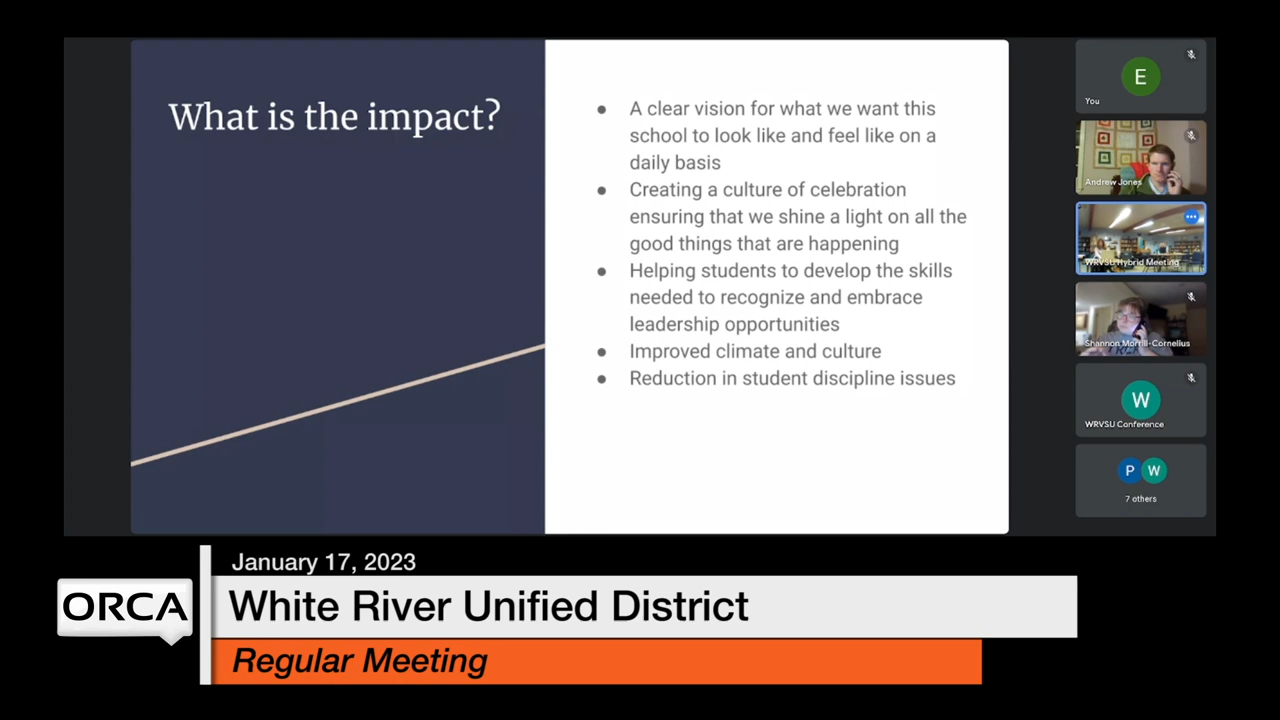 What is the impact?
● A clear vision for what we want this
school to look like and feel like on a
daily basis
● Creating a culture of celebration
ensuring that we shine a light on all the
good things that are happening
● Helping students to develop the skills
needed to recognize and embrace
leadership opportunities
● Improved climate and culture
● Reduction in student discipline issues
E
You
Andrew Jones
WRVSU Hybrid Meeting
Shannon Morrill-Cornelius
W
WRVSU Conference
P W
7 others
January 17, 2023
ORCA
White River Unified District
Regular Meeting